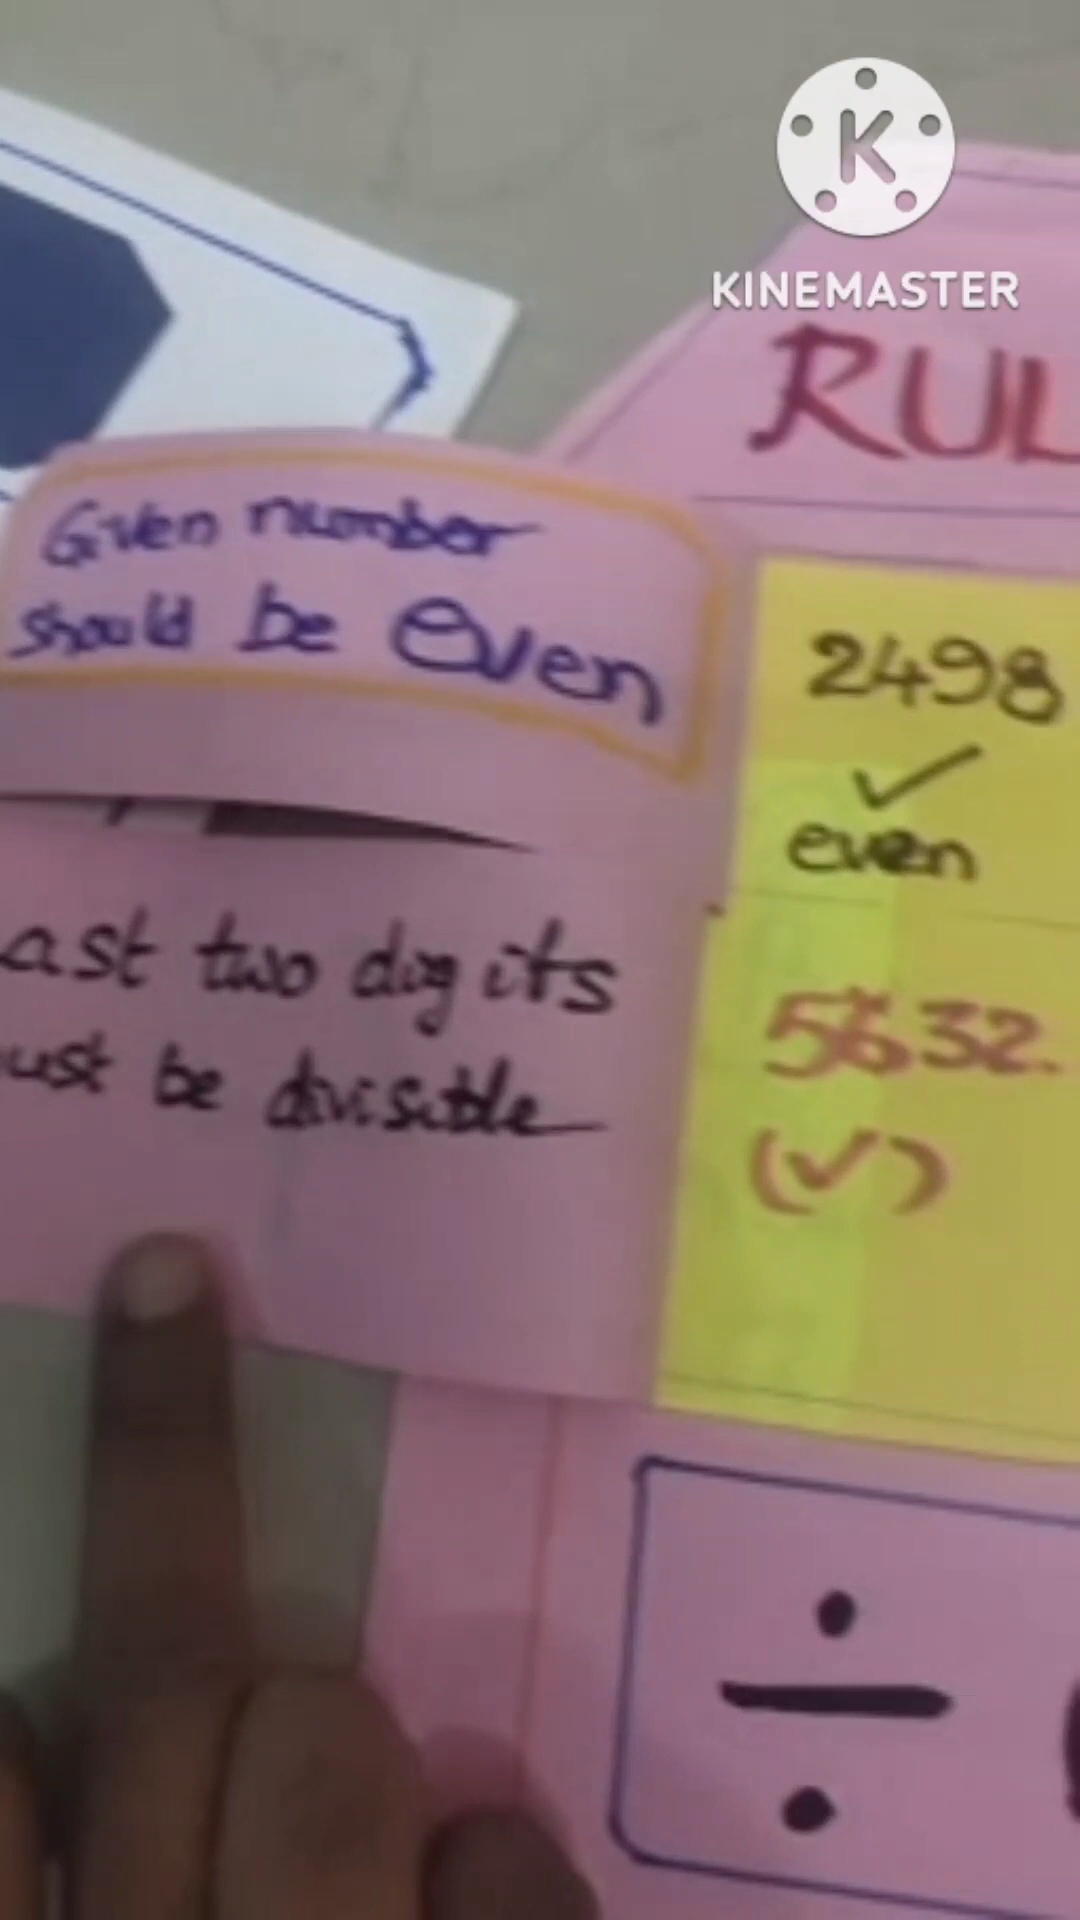 KINEMASTER
RUL
Given number
should be even
2498
✓
even
ast two digits
ust be divisible
5632.
(✓)
÷